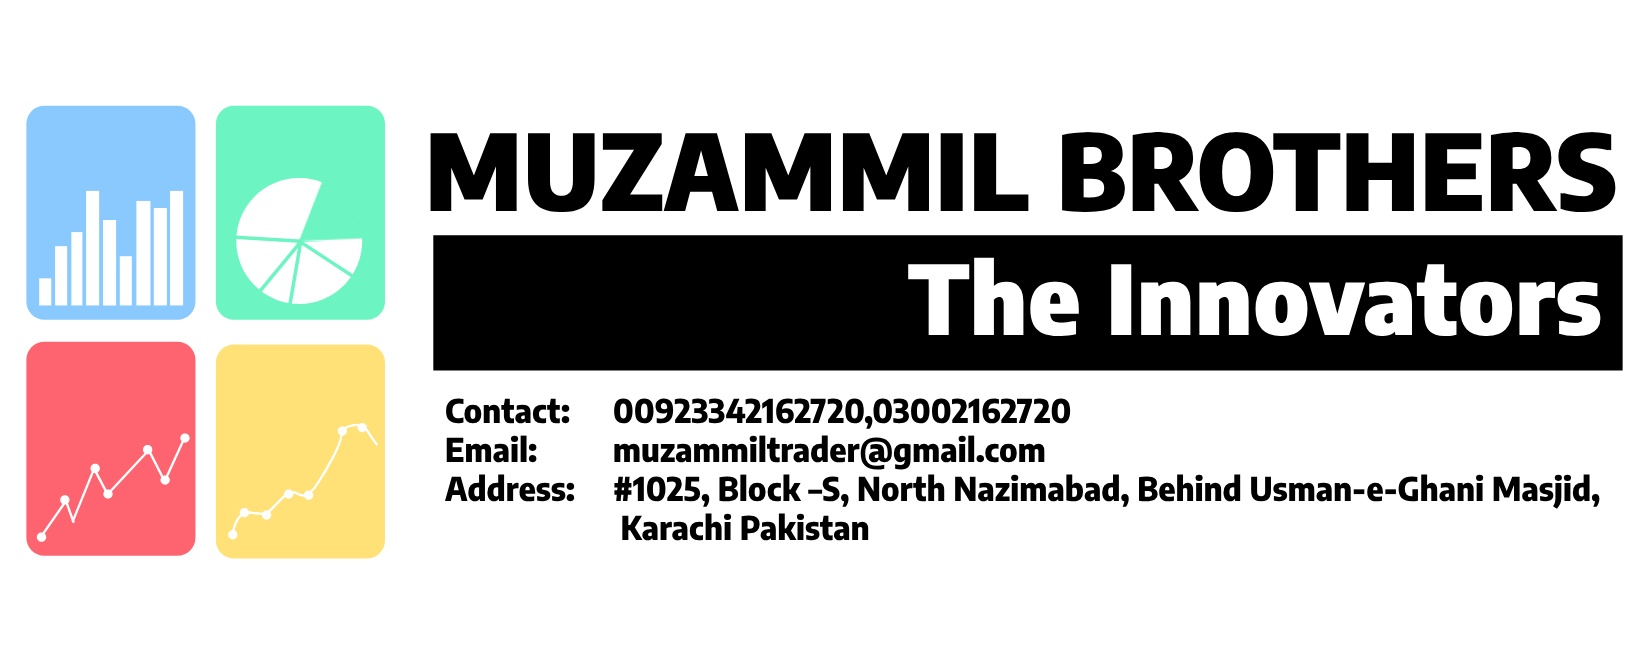 MUZAMMIL BROTHERS
The Innovators
Contact: 00923342162720,03002162720
Email: muzammiltrader@gmail.com
Address: #1025, Block –S, North Nazimabad, Behind Usman-e-Ghani Masjid,
Karachi Pakistan